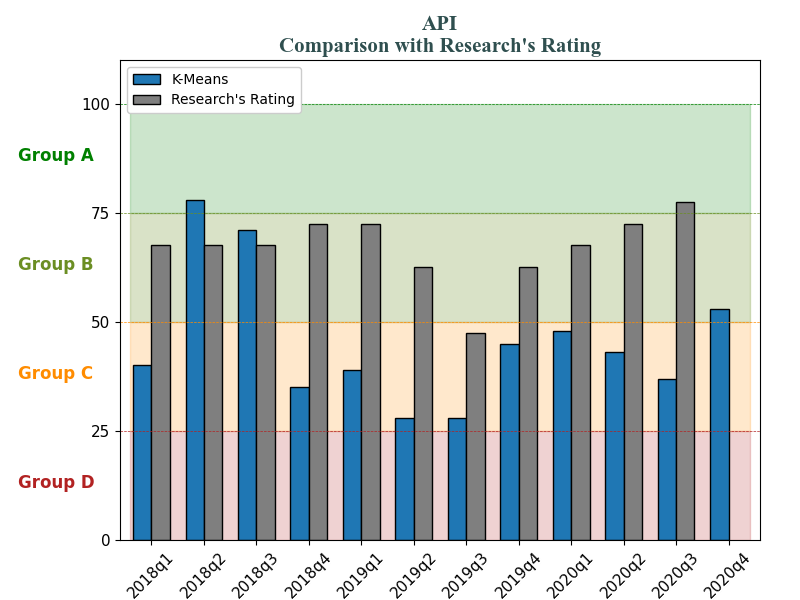 API
Comparison with Research's Rating
K-Means
Research's Rating
100
Group A
75
Group B
50
Group C
25
Group D
0
2018q1
2018q2
2018q3
2018q4
2019q1
2019q2
2019q3
2019q4
2020q1
2020q2
2020q3
2020q4